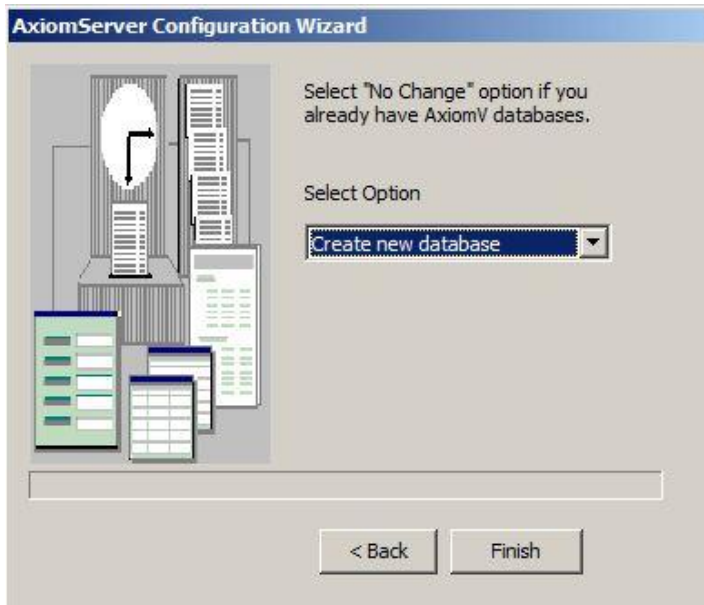 AxiomServer Configuration Wizard
Select "No Change" option if you
already have AxiomV databases.
Select Option
Create new database
< Back
Finish